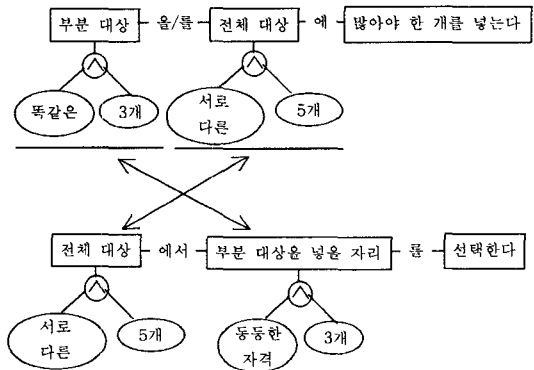 부분 대상 을/를 전체 대상 에 많아야 한 개를 넣는다
∧ ∧
똑같은 3개 서로 다른 5개
전체 대상 에서 부분 대상을 넣을 자리 를 선택한다
∧ ∧
서로 다른 5개 동등한 자격 3개